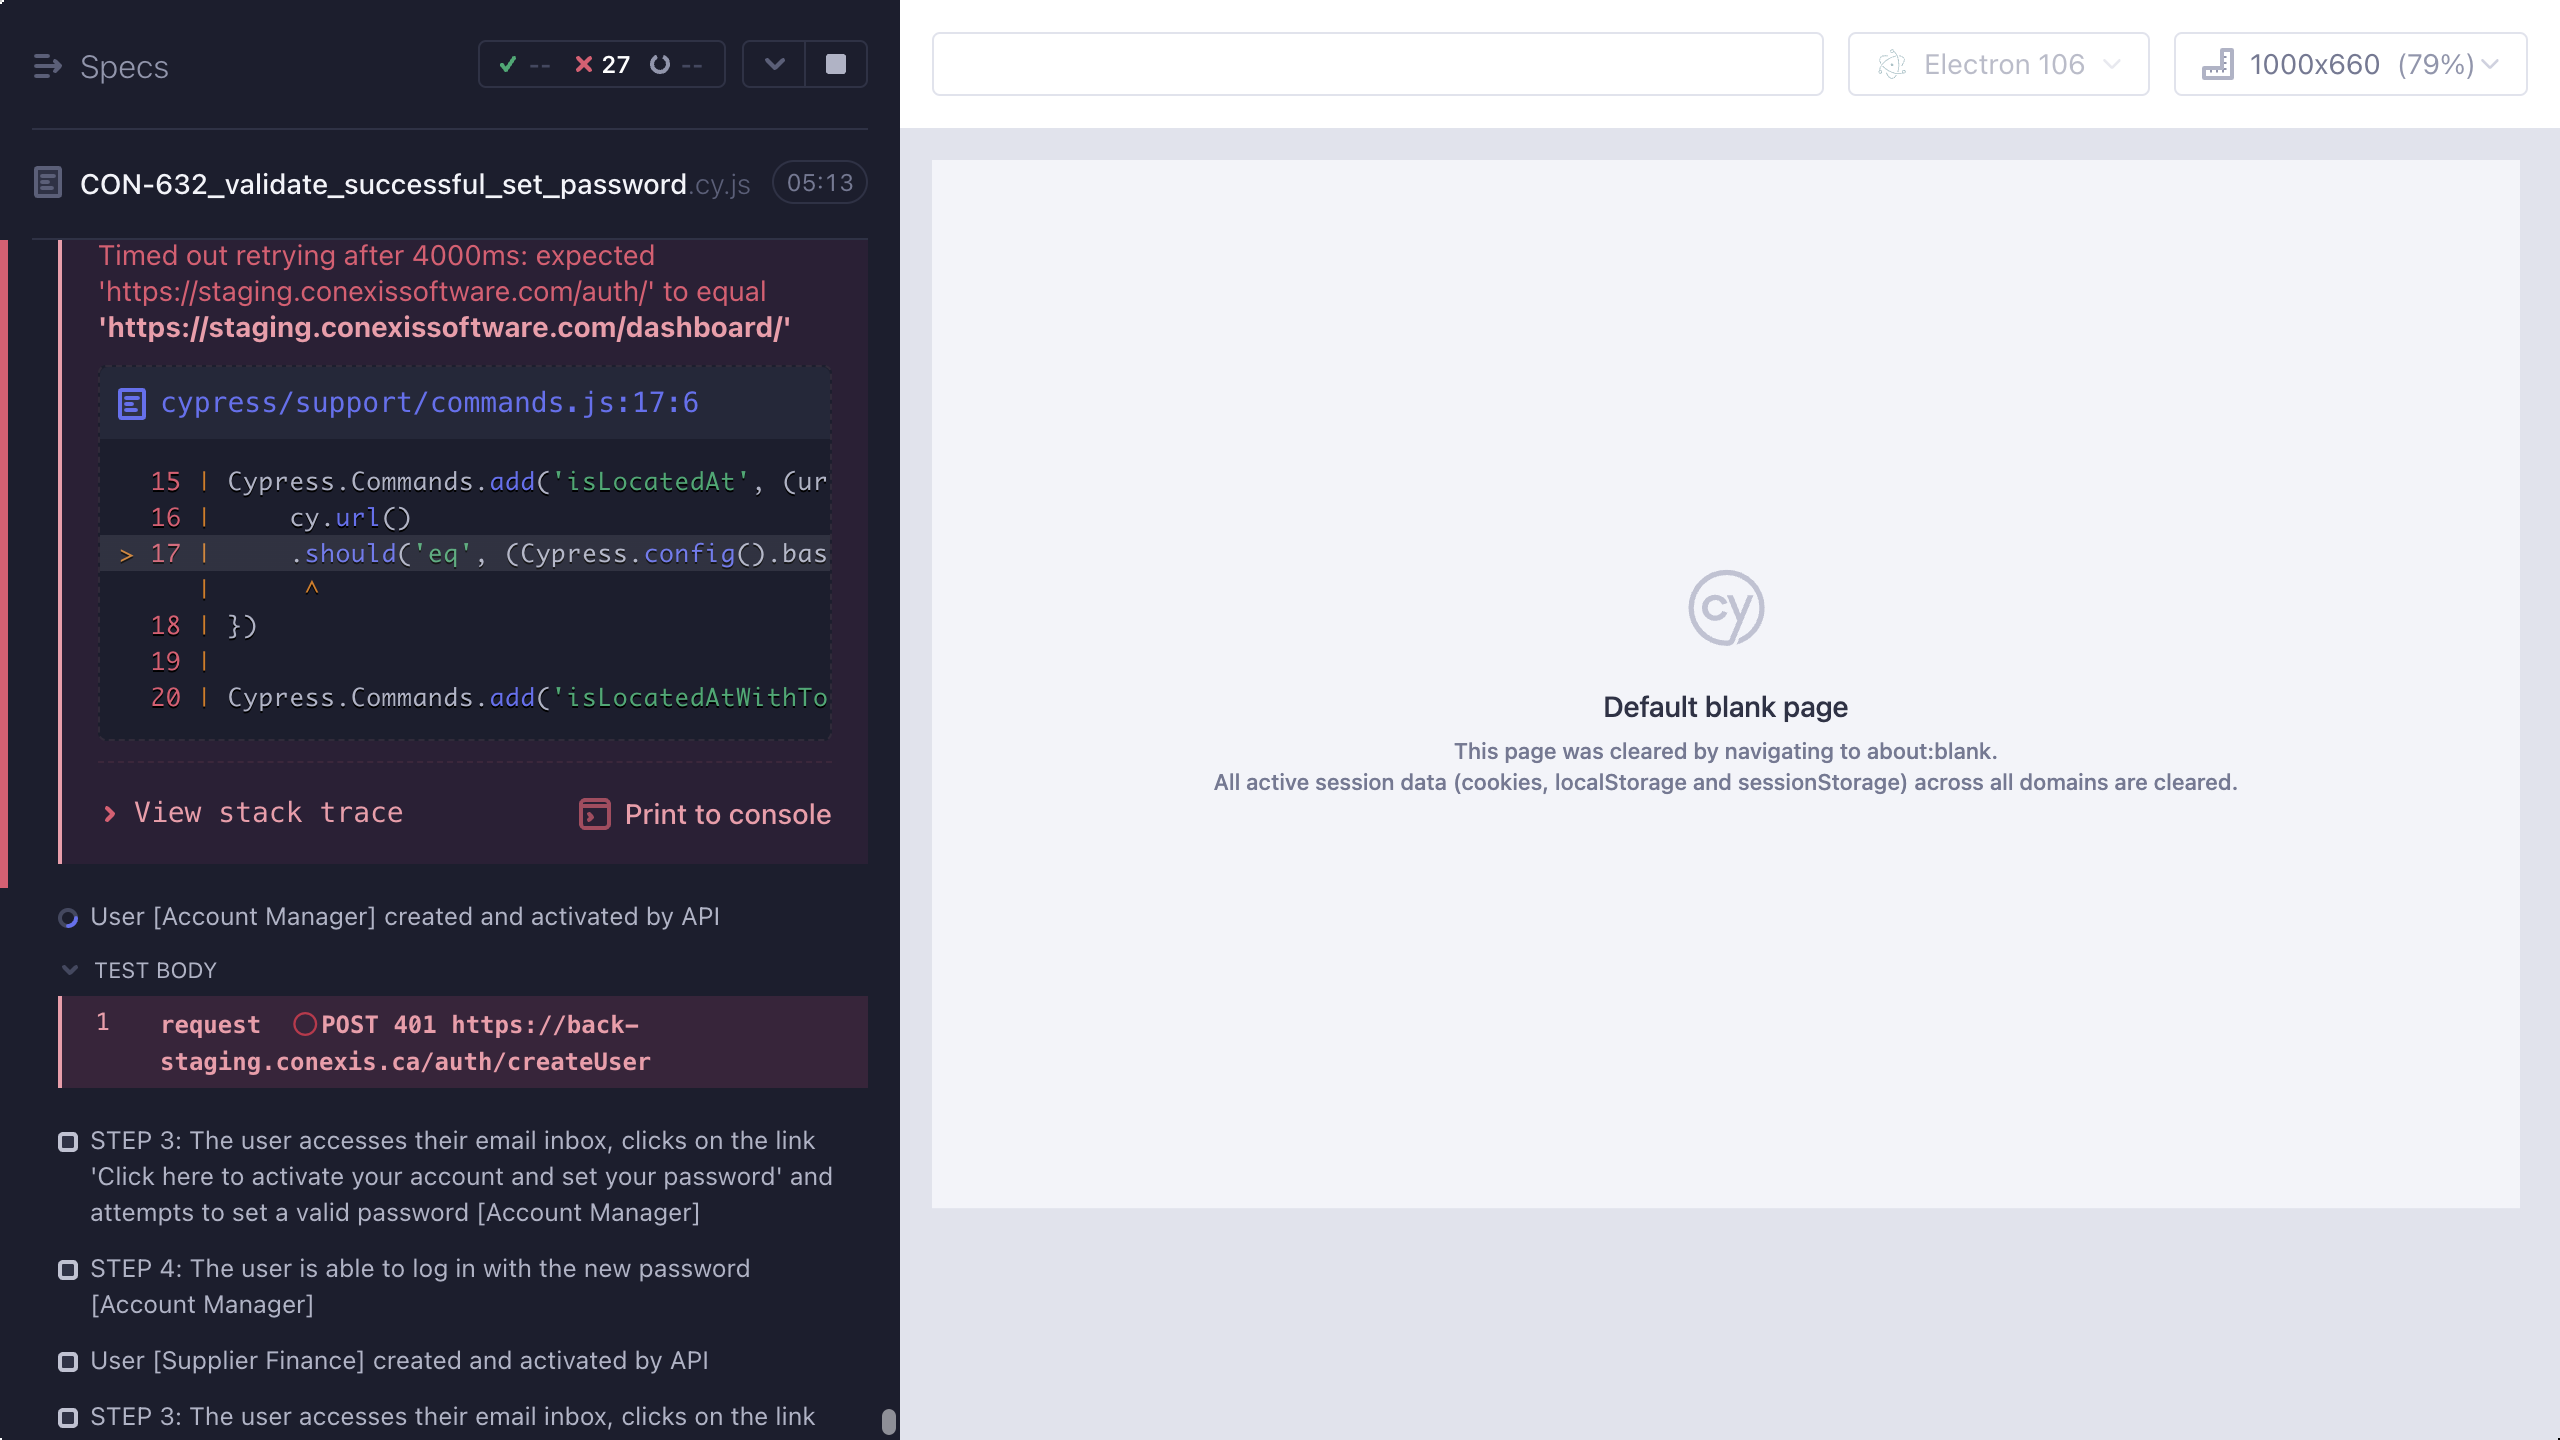 Specs
-- 27 --
CON-632_validate_successful_set_password.cy.js 05:13
Timed out retrying after 4000ms: expected
'https://staging.conexissoftware.com/auth/' to equal
'https://staging.conexissoftware.com/dashboard/'
cypress/support/commands.js:17:6
15 | Cypress.Commands.add('isLocatedAt', (ur
16 | cy.url()
> 17 | .should('eq', (Cypress.config().bas
| ^
18 | })
19 |
20 | Cypress.Commands.add('isLocatedAtWithTo
View stack trace
Print to console
User [Account Manager] created and activated by API
TEST BODY
1 request POST 401 https://back-
staging.conexis.ca/auth/createUser
STEP 3: The user accesses their email inbox, clicks on the link
'Click here to activate your account and set your password' and
attempts to set a valid password [Account Manager]
STEP 4: The user is able to log in with the new password
[Account Manager]
User [Supplier Finance] created and activated by API
STEP 3: The user accesses their email inbox, clicks on the link
Electron 106
1000x660 (79%)
cy
Default blank page
This page was cleared by navigating to about:blank.
All active session data (cookies, localStorage and sessionStorage) across all domains are cleared.